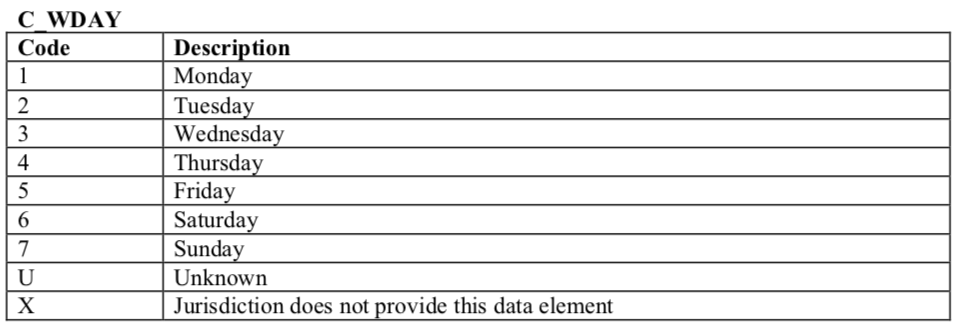 C_WDAY
Code Description
1 Monday
2 Tuesday
3 Wednesday
4 Thursday
5 Friday
6 Saturday
7 Sunday
U Unknown
X Jurisdiction does not provide this data element